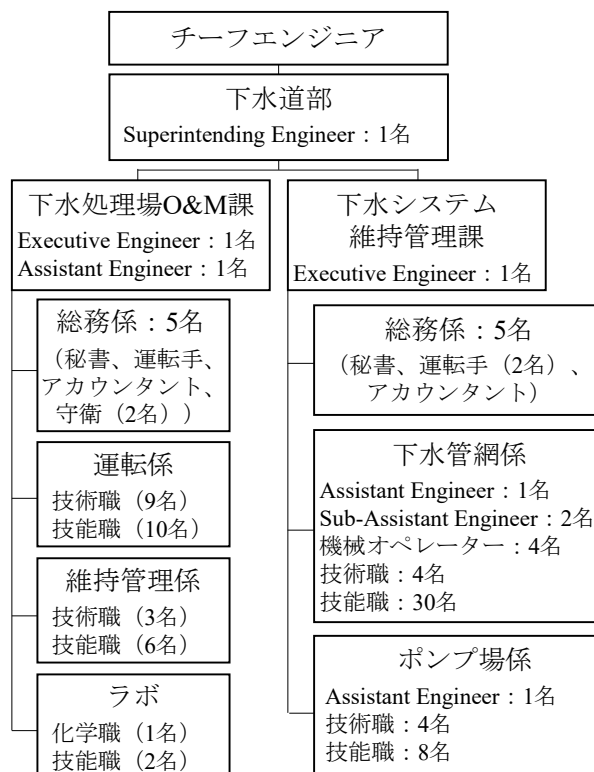 チーフエンジニア
下水道部
Superintending Engineer：1名
下水処理場O&M課
Executive Engineer：1名
Assistant Engineer：1名
総務係：5名
（秘書、運転手、
アカウンタント、
守衛（2名））
運転係
技術職（9名）
技能職（10名）
維持管理係
技術職（3名）
技能職（6名）
ラボ
化学職（1名）
技能職（2名）
下水システム
維持管理課
Executive Engineer：1名
総務係：5名
（秘書、運転手（2名）、
アカウンタント）
下水管網係
Assistant Engineer：1名
Sub-Assistant Engineer：2名
機械オペレーター：4名
技術職：4名
技能職：30名
ポンプ場係
Assistant Engineer：1名
技術職：4名
技能職：8名